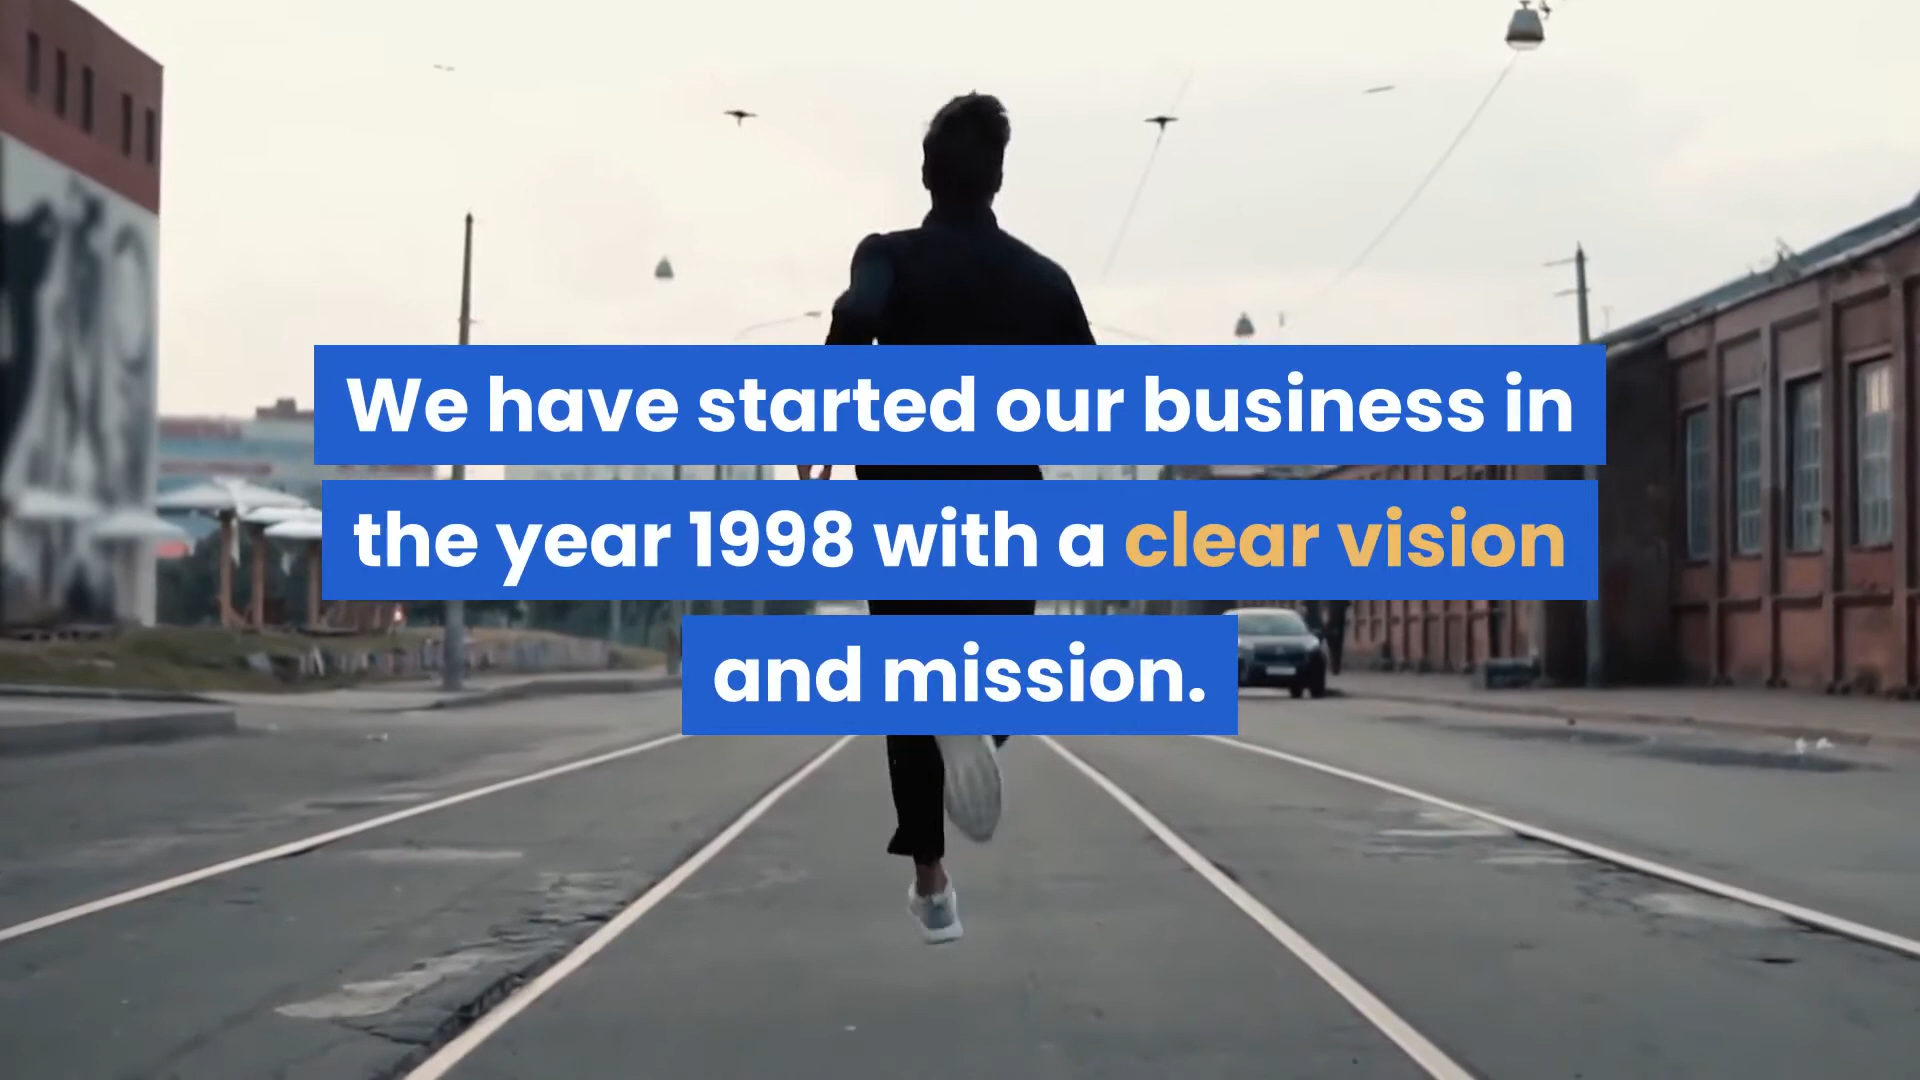 We have started our business in
the year 1998 with a clear vision
and mission.